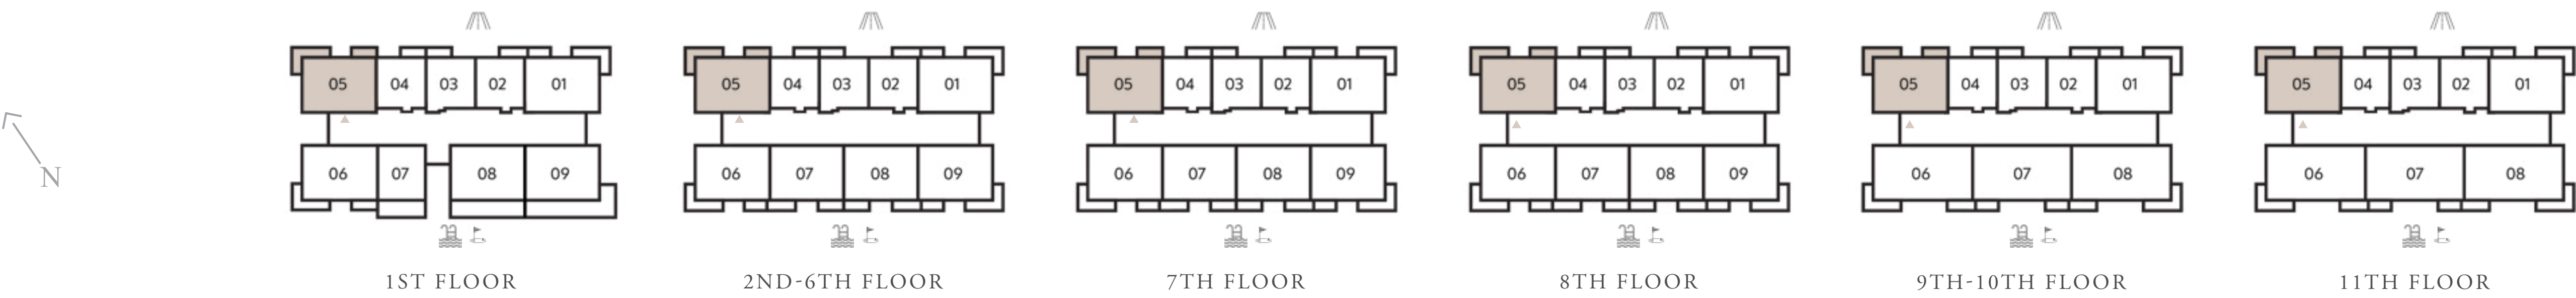 05 04 03 02 01
06 07 08 09
1ST FLOOR
05 04 03 02 01
06 07 08 09
2ND-6TH FLOOR
05 04 03 02 01
06 07 08 09
7TH FLOOR
05 04 03 02 01
06 07 08 09
8TH FLOOR
05 04 03 02 01
06 07 08
9TH-10TH FLOOR
05 04 03 02 01
06 07 08
11TH FLOOR
N